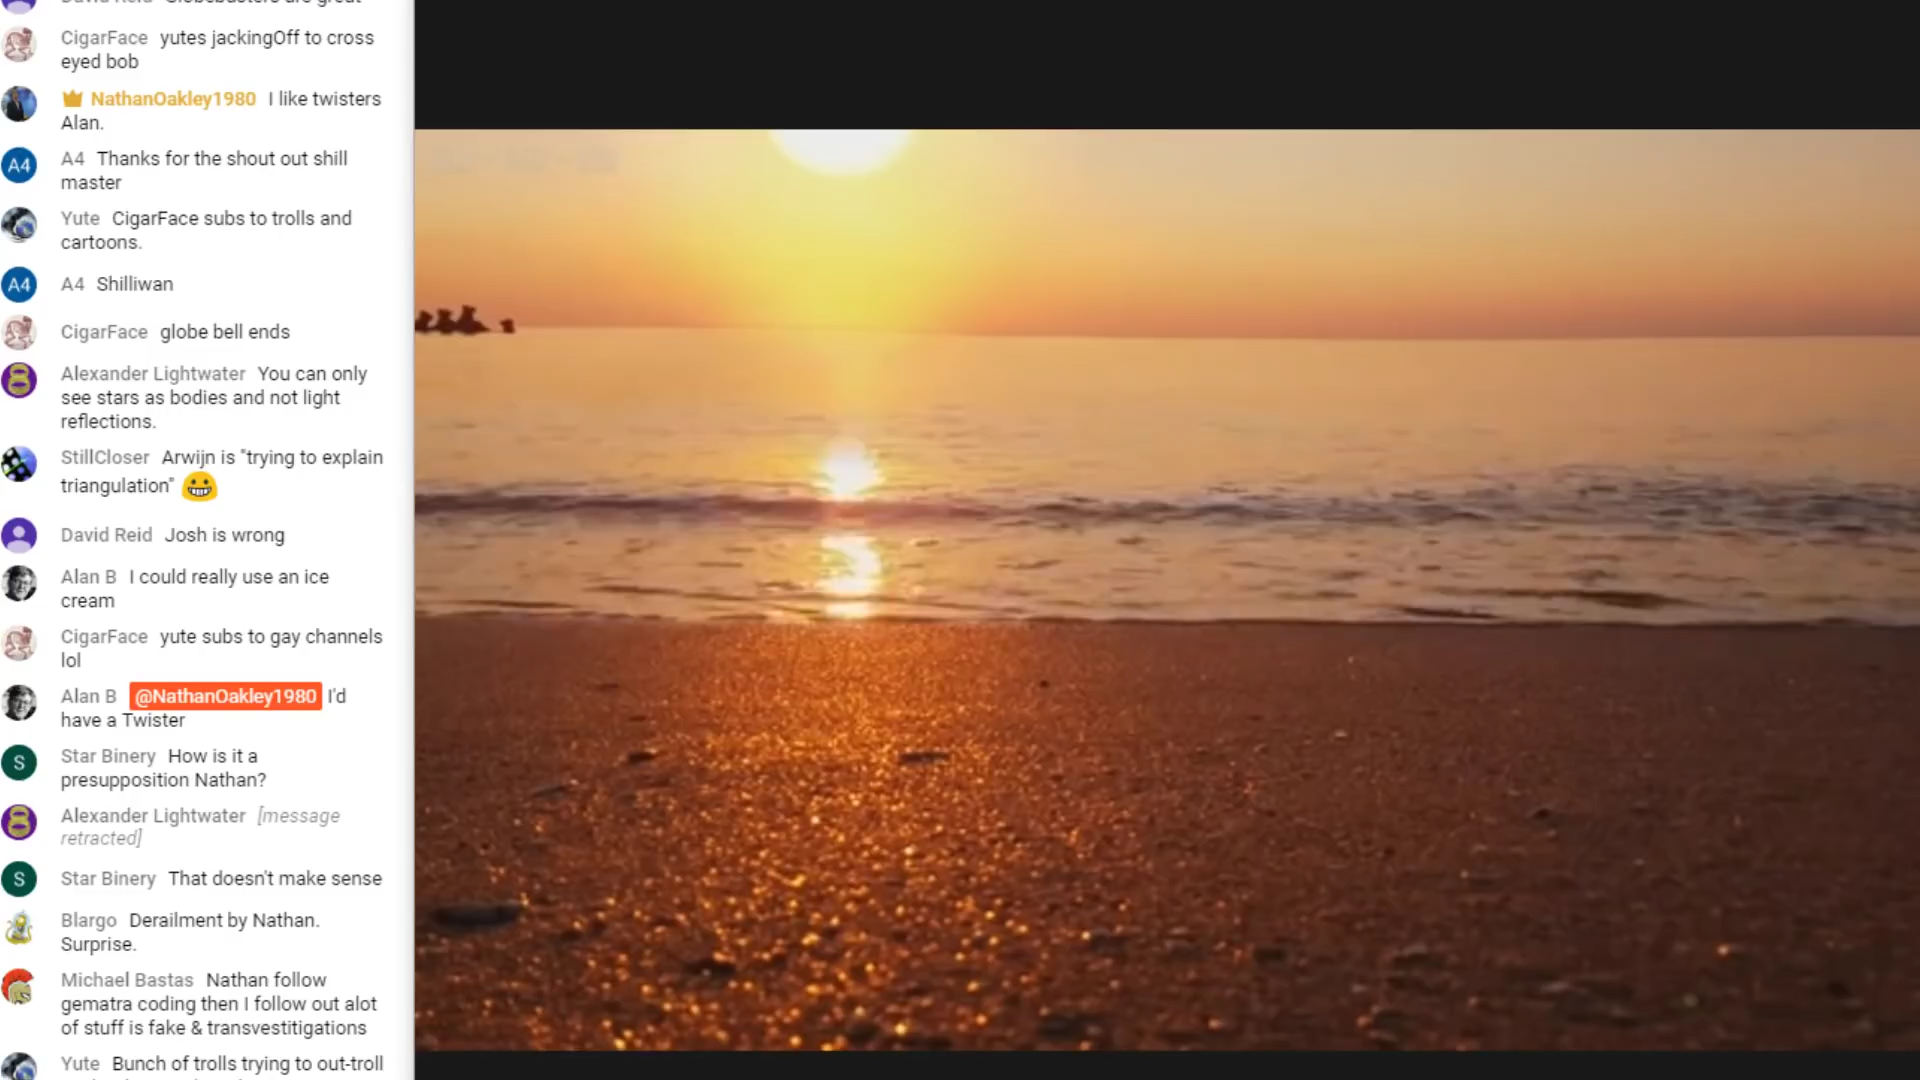 David Reid Globebusters are great
CigarFace yutes jackingOff to cross
eyed bob
NathanOakley1980 I like twisters
Alan.
A4 A4 Thanks for the shout out shill
master
Yute CigarFace subs to trolls and
cartoons.
A4 A4 Shilliwan
CigarFace globe bell ends
Alexander Lightwater You can only
see stars as bodies and not light
reflections.
StillCloser Arwijn is "trying to explain
triangulation"
David Reid Josh is wrong
Alan B I could really use an ice
cream
CigarFace yute subs to gay channels
lol
Alan B @NathanOakley1980 I'd
have a Twister
S Star Binery How is it a
presupposition Nathan?
Alexander Lightwater [message
retracted]
S Star Binery That doesn't make sense
Blargo Derailment by Nathan.
Surprise.
Michael Bastas Nathan follow
gematra coding then I follow out alot
of stuff is fake & transvestitigations
Yute Bunch of trolls trying to out-troll